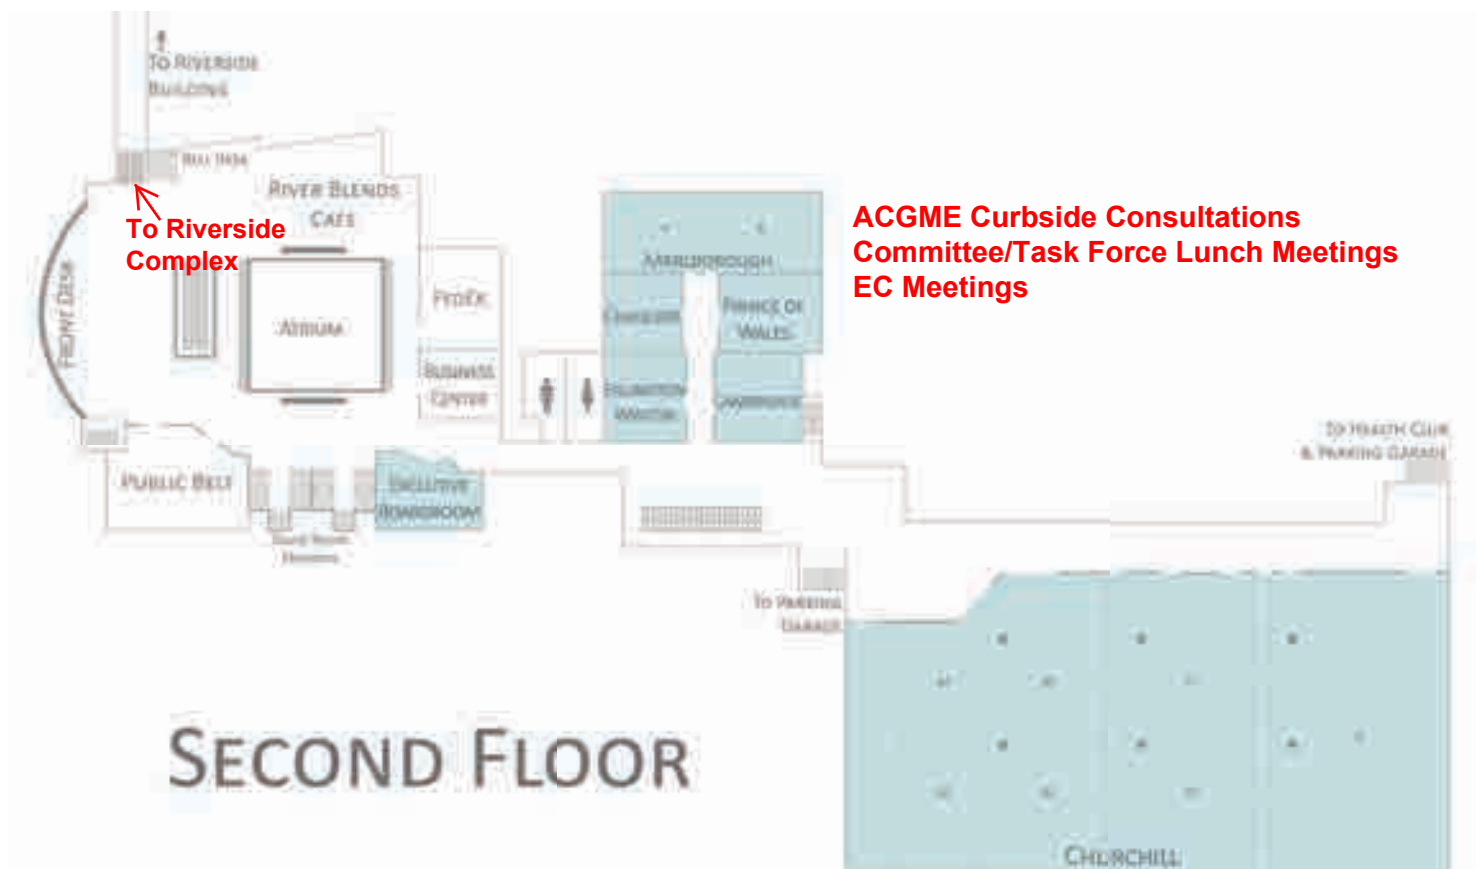 To Riverside
Building
Bell Desk
River Blends
Cafe
To Riverside
Complex
Front Desk
Atrium
FedEx
Business
Center
Marlborough
Prince of
Wales
Cambridge
ACGME Curbside Consultations
Committee/Task Force Lunch Meetings
EC Meetings
To Health Club
& Parking Garage
Public Belt
Executive
Boardroom
To Parking
Garage
Second Floor
Churchill